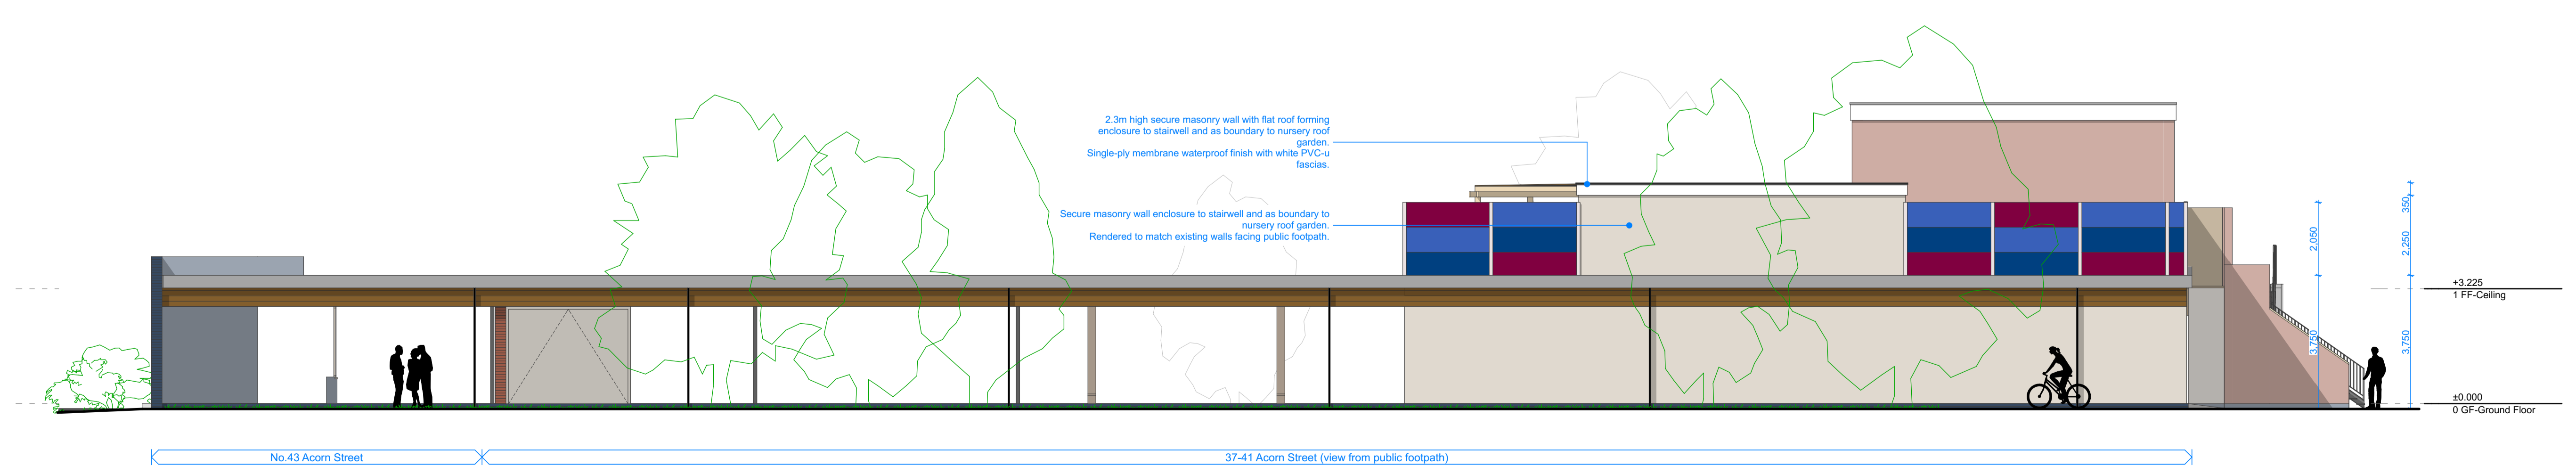 2.3m high secure masonry wall with flat roof forming
enclosure to stairwell and as boundary to nursery roof
garden.
Single-ply membrane waterproof finish with white PVC-u
fascias.
Secure masonry wall enclosure to stairwell and as boundary to
nursery roof garden.
Rendered to match existing walls facing public footpath.
2,050
3,750
350
2,250
3,750
+3.225
1 FF-Ceiling
±0.000
0 GF-Ground Floor
No.43 Acorn Street
37-41 Acorn Street (view from public footpath)